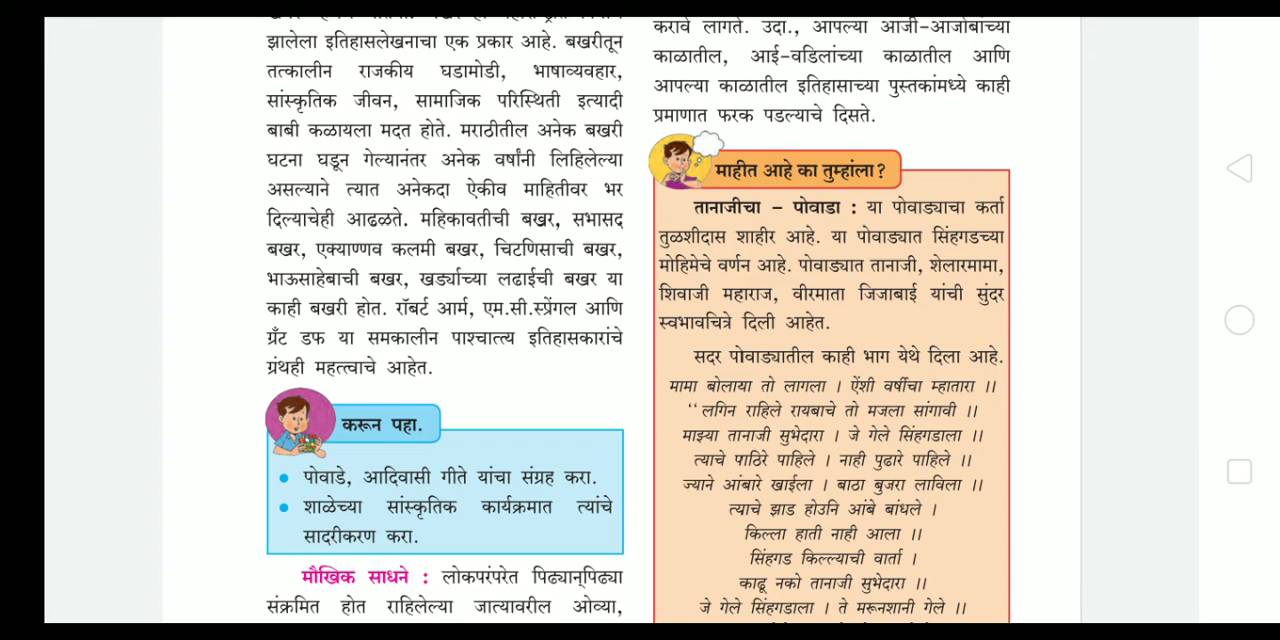 झालेला इतिहासलेखनाचा एक प्रकार आहे. बखरीतून
तत्कालीन राजकीय घडामोडी, भाषाव्यवहार,
सांस्कृतिक जीवन, सामाजिक परिस्थिती इत्यादी
बाबी कळायला मदत होते. मराठीतील अनेक बखरी
घटना घडून गेल्यानंतर अनेक वर्षांनी लिहिलेल्या
असल्याने त्यात अनेकदा ऐकीव माहितीवर भर
दिल्याचेही आढळते. महिकावतीची बखर, सभासद
बखर, एक्याण्णव कलमी बखर, चिटणिसाची बखर,
भाऊसाहेबाची बखर, खर्ड्याच्या लढाईची बखर या
काही बखरी होत. रॉबर्ट आर्म, एम.सी.स्प्रेंगल आणि
ग्रँट डफ या समकालीन पाश्चात्त्य इतिहासकारांचे
ग्रंथही महत्त्वाचे आहेत.
करून पहा.
• पोवाडे, आदिवासी गीते यांचा संग्रह करा.
• शाळेच्या सांस्कृतिक कार्यक्रमात त्यांचे
सादरीकरण करा.
मौखिक साधने : लोकपरंपरेत पिढ्यान्‌पिढ्या
संक्रमित होत राहिलेल्या जात्यावरील ओव्या,
करावे लागते. उदा., आपल्या आजी-आजोबांच्या
काळातील, आई-वडिलांच्या काळातील आणि
आपल्या काळातील इतिहासाच्या पुस्तकांमध्ये काही
प्रमाणात फरक पडल्याचे दिसते.
माहीत आहे का तुम्हांला?
तानाजीचा - पोवाडा : या पोवाड्याचा कर्ता
तुळशीदास शाहीर आहे. या पोवाड्यात सिंहगडच्या
मोहिमेचे वर्णन आहे. पोवाड्यात तानाजी, शेलारमामा,
शिवाजी महाराज, वीरमाता जिजाबाई यांची सुंदर
स्वभावचित्रे दिली आहेत.
सदर पोवाड्यातील काही भाग येथे दिला आहे.
मामा बोलाया तो लागला । ऐंशी वर्षीचा म्हातारा ।।
‘‘लगिन राहिले रायबाचे तो मजला सांगावी ।।
माझ्या तानाजी सुभेदारा । जे गेले सिंहगडाला ।।
त्याचे पाठिरे पाहिले । नाही पुढारे पाहिले ।।
ज्याने आंबारे खाईला । बाठा बुजरा लाविला ।।
त्याचे झाड होउनि आंबे बांधले ।
किल्ला हाती नाही आला ।।
सिंहगड किल्ल्याची वार्ता ।
काढू नको तानाजी सुभेदारा ।।
जे गेले सिंहगडाला । ते मरूनशानी गेले ।।